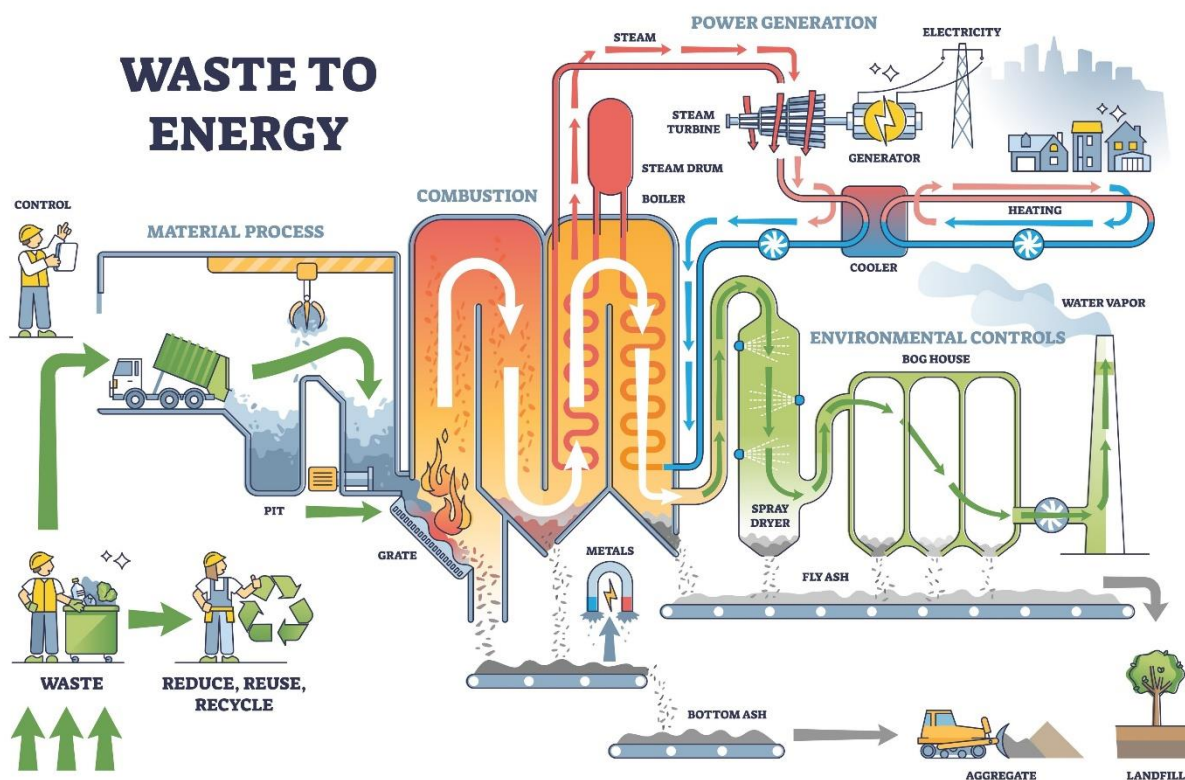 WASTE TO
ENERGY
POWER GENERATION
STEAM
ELECTRICITY
STEAM
TURBINE
GENERATOR
STEAM DRUM
BOILER
COMBUSTION
CONTROL
MATERIAL PROCESS
HEATING
COOLER
WATER VAPOR
ENVIRONMENTAL CONTROLS
BOG HOUSE
PIT
GRATE
SPRAY
DRYER
METALS
FLY ASH
WASTE
REDUCE, REUSE,
RECYCLE
BOTTOM ASH
AGGREGATE
LANDFILL